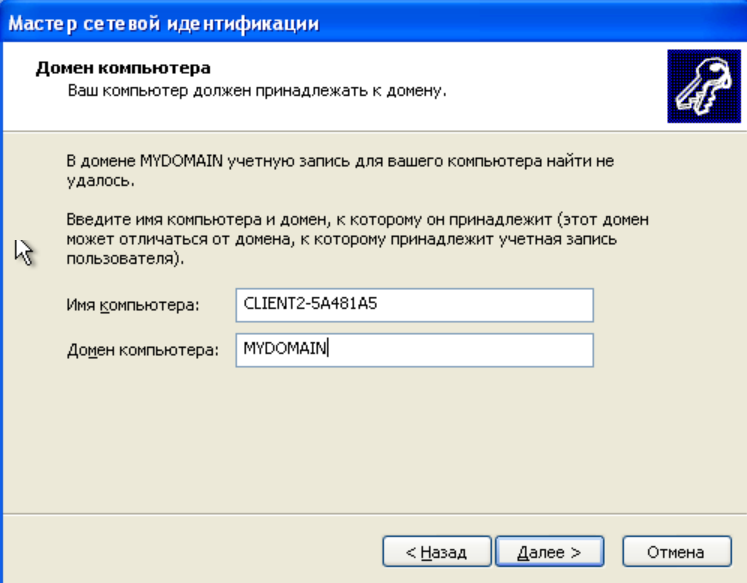 Мастер сетевой идентификации
Домен компьютера
Ваш компьютер должен принадлежать к домену.
В домене MYDOMAIN учетную запись для вашего компьютера найти не
удалось.
Введите имя компьютера и домен, к которому он принадлежит (этот домен
может отличаться от домена, к которому принадлежит учетная запись
пользователя).
Имя компьютера: CLIENT2-5A481A5
Домен компьютера: MYDOMAIN
< Назад Далее > Отмена